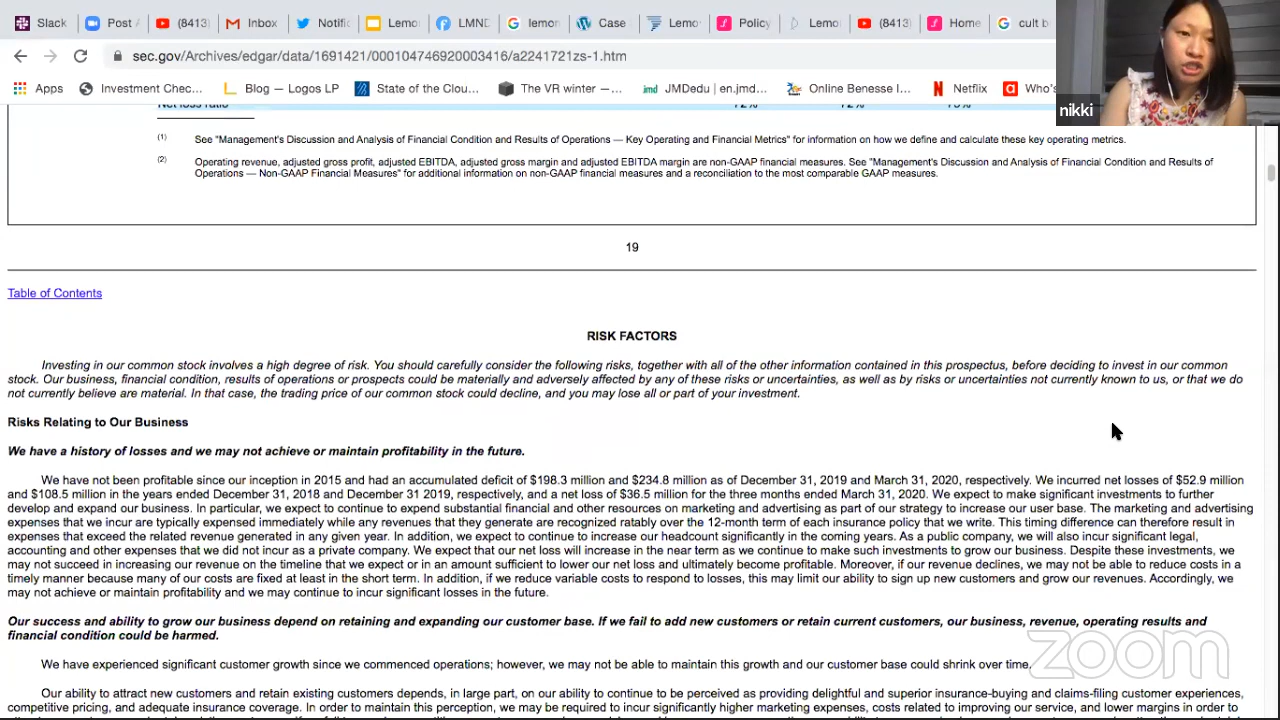 Slack Post / (8413) Inbox Notific Lemo LMND lemon Case Lemo Policy Lemo (8413) Home cult b
sec.gov/Archives/edgar/data/1691421/000104746920003416/a2241721zs-1.htm
Apps Investment Chec... Blog – Logos LP State of the Clou... The VR winter – ... JMDedu | en.jmd... Online Benesse I... Netflix Who's
nikki
Net loss ratio 72% 72%
(1) See "Management's Discussion and Analysis of Financial Condition and Results of Operations — Key Operating and Financial Metrics" for information on how we define and calculate these key operating metrics.
(2) Operating revenue, adjusted gross profit, adjusted EBITDA, adjusted gross margin and adjusted EBITDA margin are non-GAAP financial measures. See "Management's Discussion and Analysis of Financial Condition and Results of
Operations — Non-GAAP Financial Measures" for additional information on non-GAAP financial measures and a reconciliation to the most comparable GAAP measures.
19
Table of Contents
RISK FACTORS
Investing in our common stock involves a high degree of risk. You should carefully consider the following risks, together with all of the other information contained in this prospectus, before deciding to invest in our common
stock. Our business, financial condition, results of operations or prospects could be materially and adversely affected by any of these risks or uncertainties, as well as by risks or uncertainties not currently known to us, or that we do
not currently believe are material. In that case, the trading price of our common stock could decline, and you may lose all or part of your investment.
Risks Relating to Our Business
We have a history of losses and we may not achieve or maintain profitability in the future.
We have not been profitable since our inception in 2015 and had an accumulated deficit of $198.3 million and $234.8 million as of December 31, 2019 and March 31, 2020, respectively. We incurred net losses of $52.9 million
and $108.5 million in the years ended December 31, 2018 and December 31 2019, respectively, and a net loss of $36.5 million for the three months ended March 31, 2020. We expect to make significant investments to further
develop and expand our business. In particular, we expect to continue to expend substantial financial and other resources on marketing and advertising as part of our strategy to increase our user base. The marketing and advertising
expenses that we incur are typically expensed immediately while any revenues that they generate are recognized ratably over the 12-month term of each insurance policy that we write. This timing difference can therefore result in
expenses that exceed the related revenue generated in any given year. In addition, we expect to continue to increase our headcount significantly in the coming years. As a public company, we will also incur significant legal,
accounting and other expenses that we did not incur as a private company. We expect that our net loss will increase in the near term as we continue to make such investments to grow our business. Despite these investments, we
may not succeed in increasing our revenue on the timeline that we expect or in an amount sufficient to lower our net loss and ultimately become profitable. Moreover, if our revenue declines, we may not be able to reduce costs in a
timely manner because many of our costs are fixed at least in the short term. In addition, if we reduce variable costs to respond to losses, this may limit our ability to sign up new customers and grow our revenues. Accordingly, we
may not achieve or maintain profitability and we may continue to incur significant losses in the future.
Our success and ability to grow our business depend on retaining and expanding our customer base. If we fail to add new customers or retain current customers, our business, revenue, operating results and
financial condition could be harmed.
We have experienced significant customer growth since we commenced operations; however, we may not be able to maintain this growth and our customer base could shrink over time.
Our ability to attract new customers and retain existing customers depends, in large part, on our ability to continue to be perceived as providing delightful and superior insurance-buying and claims-filing customer experiences,
competitive pricing, and adequate insurance coverage. In order to maintain this perception, we may be required to incur significantly higher marketing expenses, costs related to improving our service, and lower margins in order to
zoom